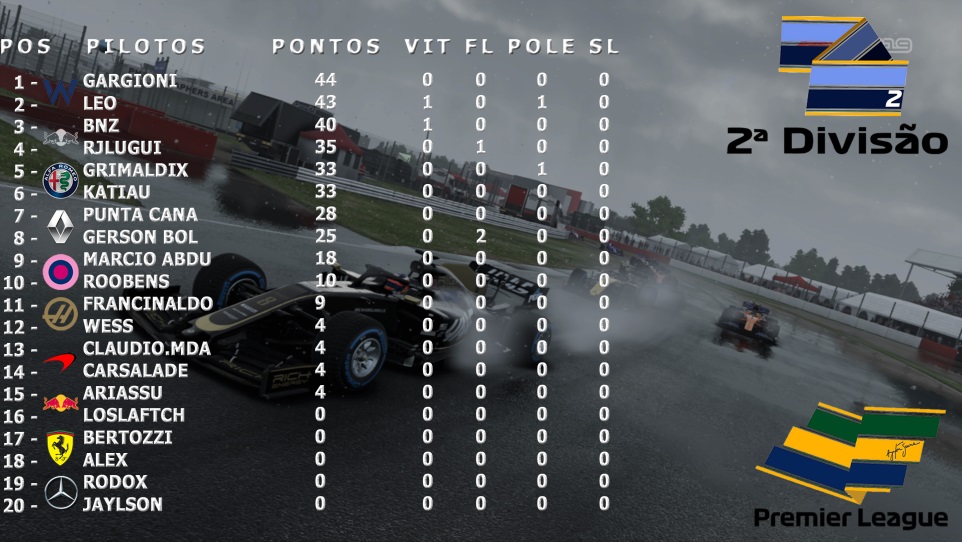 POS PILOTOS PONTOS VIT FL POLE SL
1 - GARGIONI 44 0 0 0 0
2 - LEO 43 1 0 1 0
3 - BNZ 40 1 0 0 0
4 - RJLUGUI 35 0 1 0 0
5 - GRIMALDIX 33 0 0 1 0
6 - KATIAU 33 0 0 0 0
7 - PUNTA CANA 28 0 0 0 0
8 - GERSON BOL 25 0 2 0 0
9 - MARCIO ABDU 18 0 0 0 0
10 - ROOBENS 10 0 0 0 0
11 - FRANCINALDO 9 0 0 0 0
12 - WESS 4 0 0 0 0
13 - CLAUDIO.MDA 4 0 0 0 0
14 - CARSALADE 4 0 0 0 0
15 - ARIASSU 4 0 0 0 0
16 - LOSLAFTCH 0 0 0 0 0
17 - BERTOZZI 0 0 0 0 0
18 - ALEX 0 0 0 0 0
19 - RODOX 0 0 0 0 0
20 - JAYLSON 0 0 0 0 0
2
2ª Divisão
Premier League